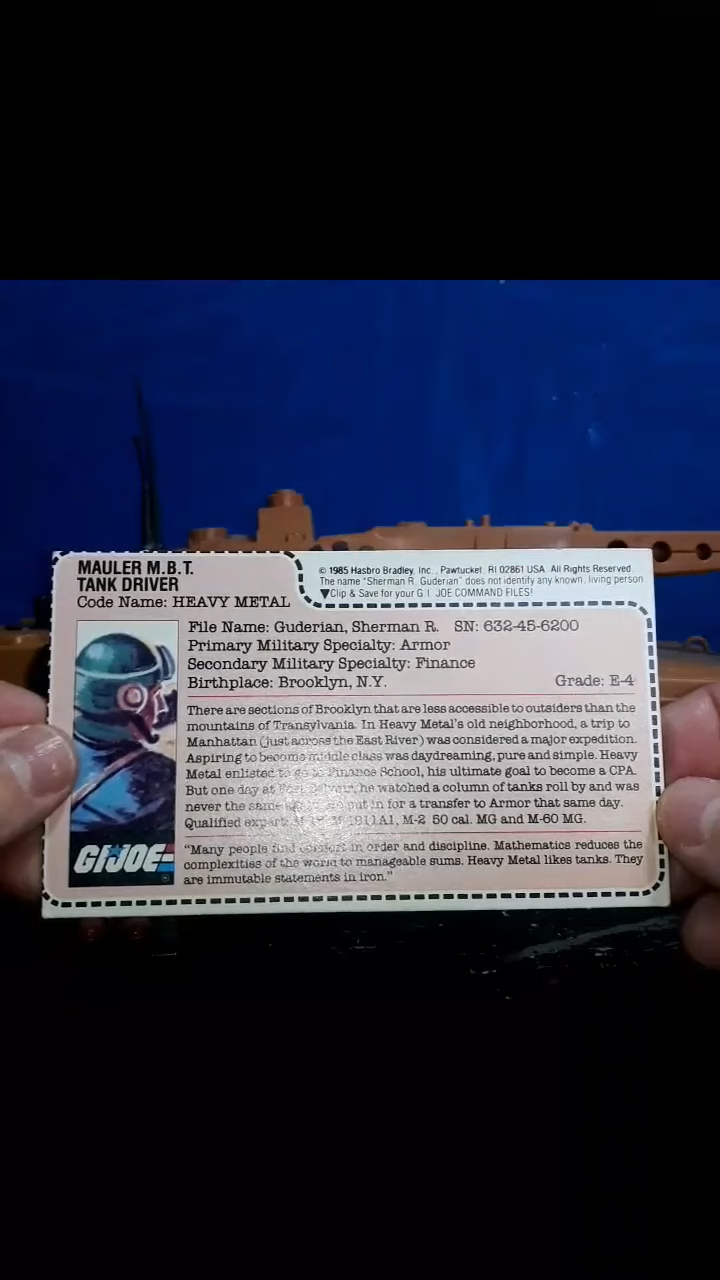 MAULER M.B.T.
TANK DRIVER
Code Name: HEAVY METAL
© 1985 Hasbro Bradley, Inc., Pawtucket, RI 02861 USA. All Rights Reserved.
The name "Sherman R. Guderian" does not identify any known, living person
▼Clip & Save for your G.I. JOE COMMAND FILES!
File Name: Guderian, Sherman R. SN: 632-45-6200
Primary Military Specialty: Armor
Secondary Military Specialty: Finance
Birthplace: Brooklyn, N.Y. Grade: E-4
There are sections of Brooklyn that are less accessible to outsiders than the
mountains of Transylvania. In Heavy Metal's old neighborhood, a trip to
Manhattan (just across the East River) was considered a major expedition.
Aspiring to become middle class was daydreaming, pure and simple. Heavy
Metal enlisted to go to Finance School, his ultimate goal to become a CPA.
But one day at Fort he watched a column of tanks roll by and was
never the same put in for a transfer to Armor that same day.
Qualified expert: M-1911A1, M-2 50 cal. MG and M-60 MG.
"Many people find comfort in order and discipline. Mathematics reduces the
complexities of the world to manageable sums. Heavy Metal likes tanks. They
are immutable statements in iron."
GI JOE